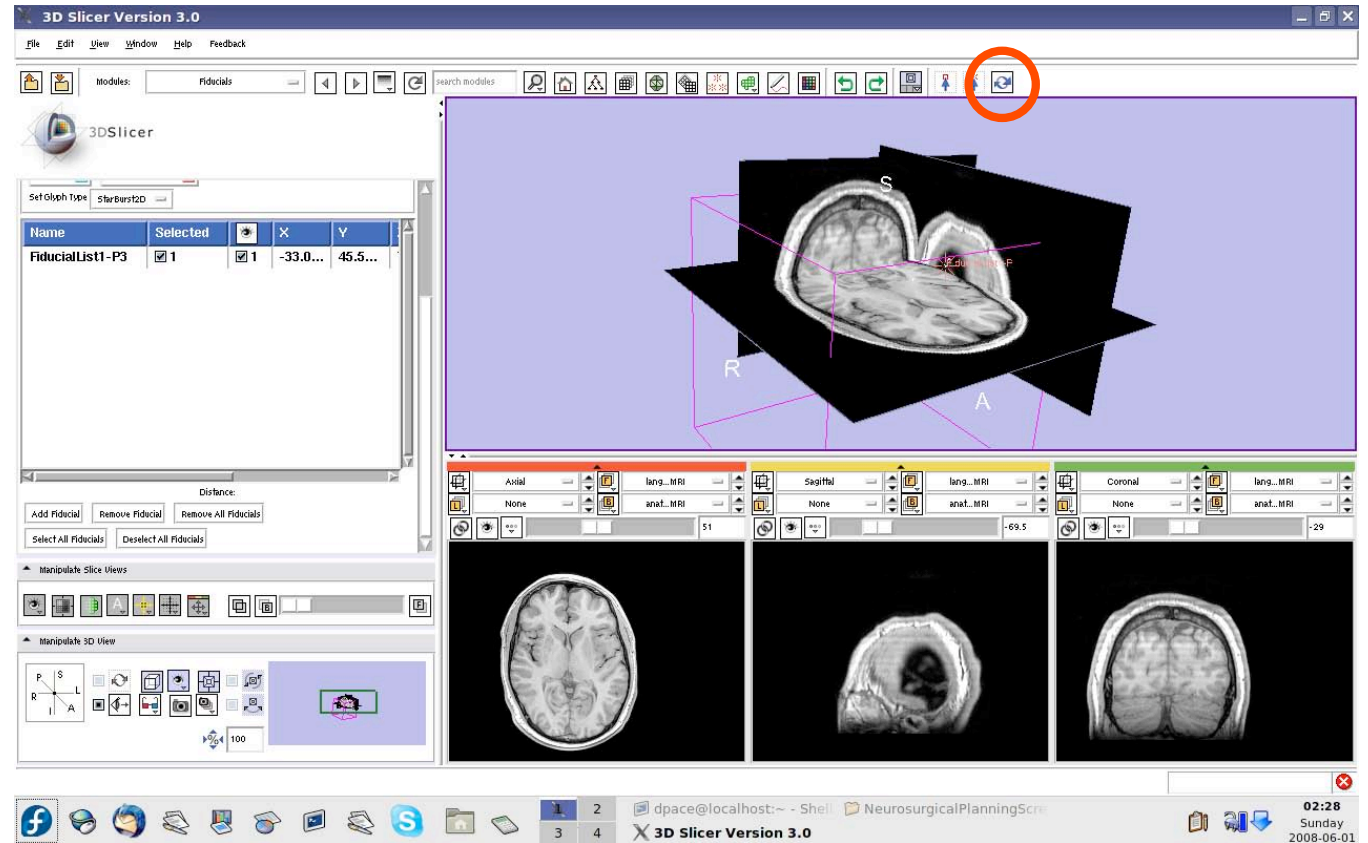 3D Slicer Version 3.0
File Edit View Window Help Feedback
Modules: Fiducials search modules
3DSlicer
Set Glyph Type StarBurst2D
Name Selected X Y
FiducialList1-P3 1 1 -33.0... 45.5...
S
R
A
Distance:
Add Fiducial Remove Fiducial Remove All Fiducials
Select All Fiducials Deselect All Fiducials
Axial F lang...MRI Sagittal F lang...MRI Coronal F lang...MRI
L None B anat...MRI L None B anat...MRI L None B anat...MRI
51 -69.5 -29
Manipulate Slice Views
A B F
Manipulate 3D View
P S
R L
I A
% 100
1 2 dpace@localhost:~ - Shell NeurosurgicalPlanningScre
3 4 3D Slicer Version 3.0
02:28
Sunday
2008-06-01